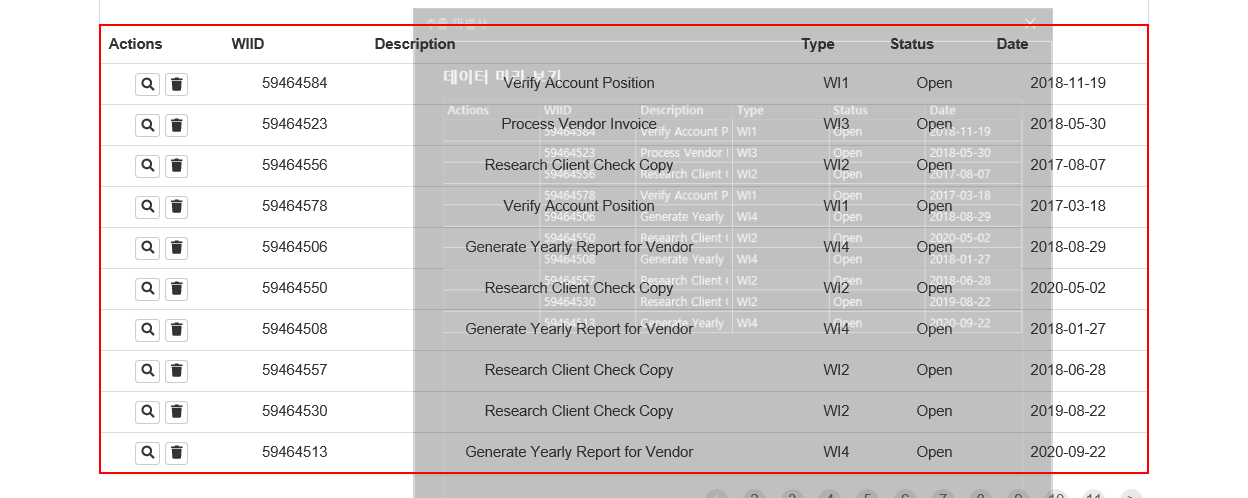 추출 마법사
Actions WIID Description Type Status Date
59464584 Verify Account Position WI1 Open 2018-11-19
59464523 Process Vendor Invoice WI3 Open 2018-05-30
59464556 Research Client Check Copy WI2 Open 2017-08-07
59464578 Verify Account Position WI1 Open 2017-03-18
59464506 Generate Yearly Report for Vendor WI4 Open 2018-08-29
59464550 Research Client Check Copy WI2 Open 2020-05-02
59464508 Generate Yearly Report for Vendor WI4 Open 2018-01-27
59464557 Research Client Check Copy WI2 Open 2018-06-28
59464530 Research Client Check Copy WI2 Open 2019-08-22
59464513 Generate Yearly Report for Vendor WI4 Open 2020-09-22
데이터 미리 보기
Actions WIID Description Type Status Date
59464584 Verify Account P WI1 Open 2018-11-19
59464523 Process Vendor I WI3 Open 2018-05-30
59464556 Research Client WI2 Open 2017-08-07
59464578 Verify Account P WI1 Open 2017-03-18
59464506 Generate Yearly WI4 Open 2018-08-29
59464550 Research Client WI2 Open 2020-05-02
59464508 Generate Yearly WI4 Open 2018-01-27
59464557 Research Client WI2 Open 2018-06-28
59464530 Research Client WI2 Open 2019-08-22
59464513 Generate Yearly WI4 Open 2020-09-22
2 3 4 5 6 7 8 9 10 11